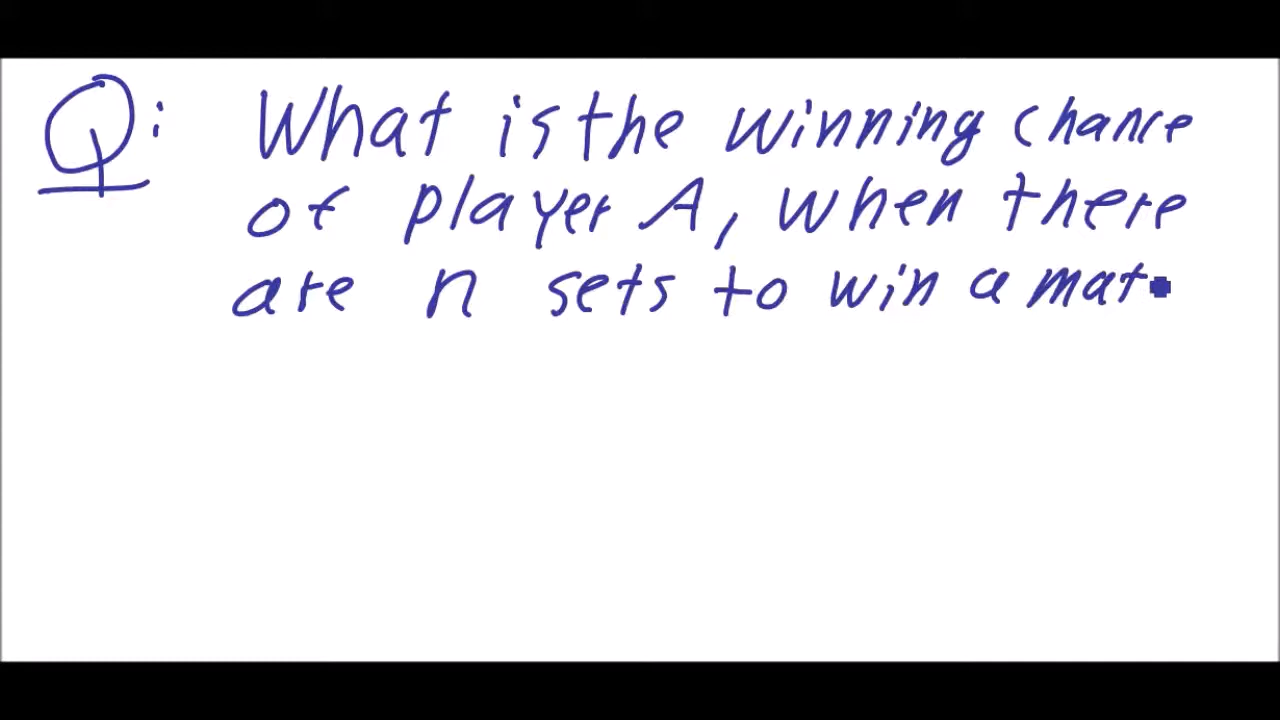 Q: What is the winning chance
of player A, when there
are n sets to win a mat